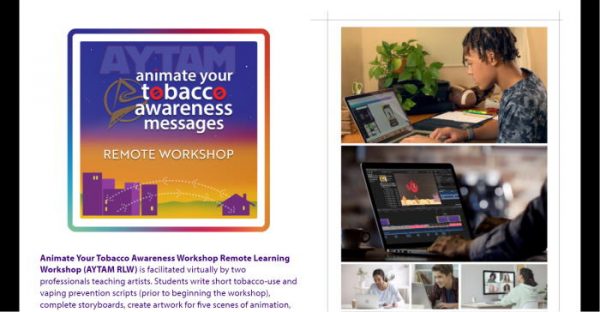 AYTAM
animate your
tobacco
awareness
messages
REMOTE WORKSHOP
Animate Your Tobacco Awareness Workshop Remote Learning
Workshop (AYTAM RLW) is facilitated virtually by two
professionals teaching artists. Students write short tobacco-use and
vaping prevention scripts (prior to beginning the workshop),
complete storyboards, create artwork for five scenes of animation,